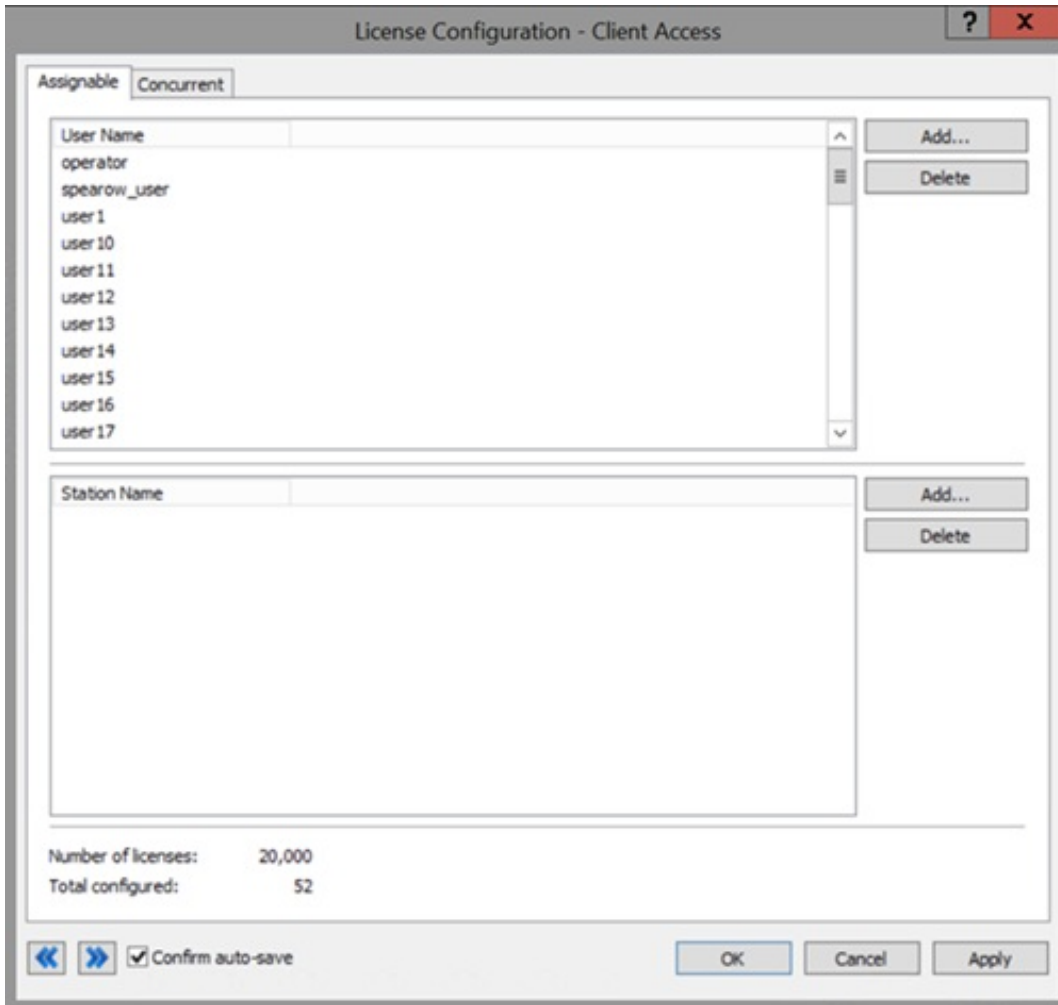 License Configuration - Client Access
? X
Assignable Concurrent
User Name
Add...
operator
Delete
spearow_user
user1
user10
user11
user12
user13
user14
user15
user16
user17
Station Name
Add...
Delete
Number of licenses: 20,000
Total configured: 52
Confirm auto-save OK Cancel Apply